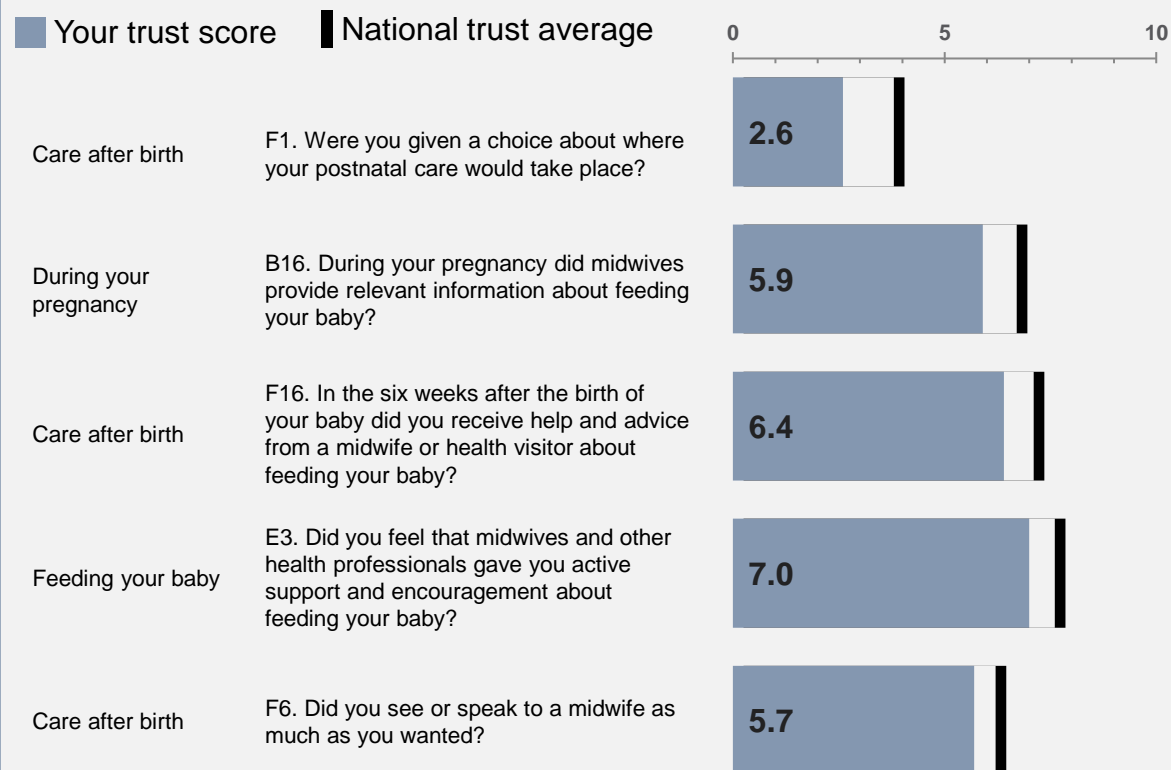 Your trust score National trust average
0 5 10
Care after birth
F1. Were you given a choice about where
your postnatal care would take place?
2.6
During your
pregnancy
B16. During your pregnancy did midwives
provide relevant information about feeding
your baby?
5.9
Care after birth
F16. In the six weeks after the birth of
your baby did you receive help and advice
from a midwife or health visitor about
feeding your baby?
6.4
Feeding your baby
E3. Did you feel that midwives and other
health professionals gave you active
support and encouragement about
feeding your baby?
7.0
Care after birth
F6. Did you see or speak to a midwife as
much as you wanted?
5.7